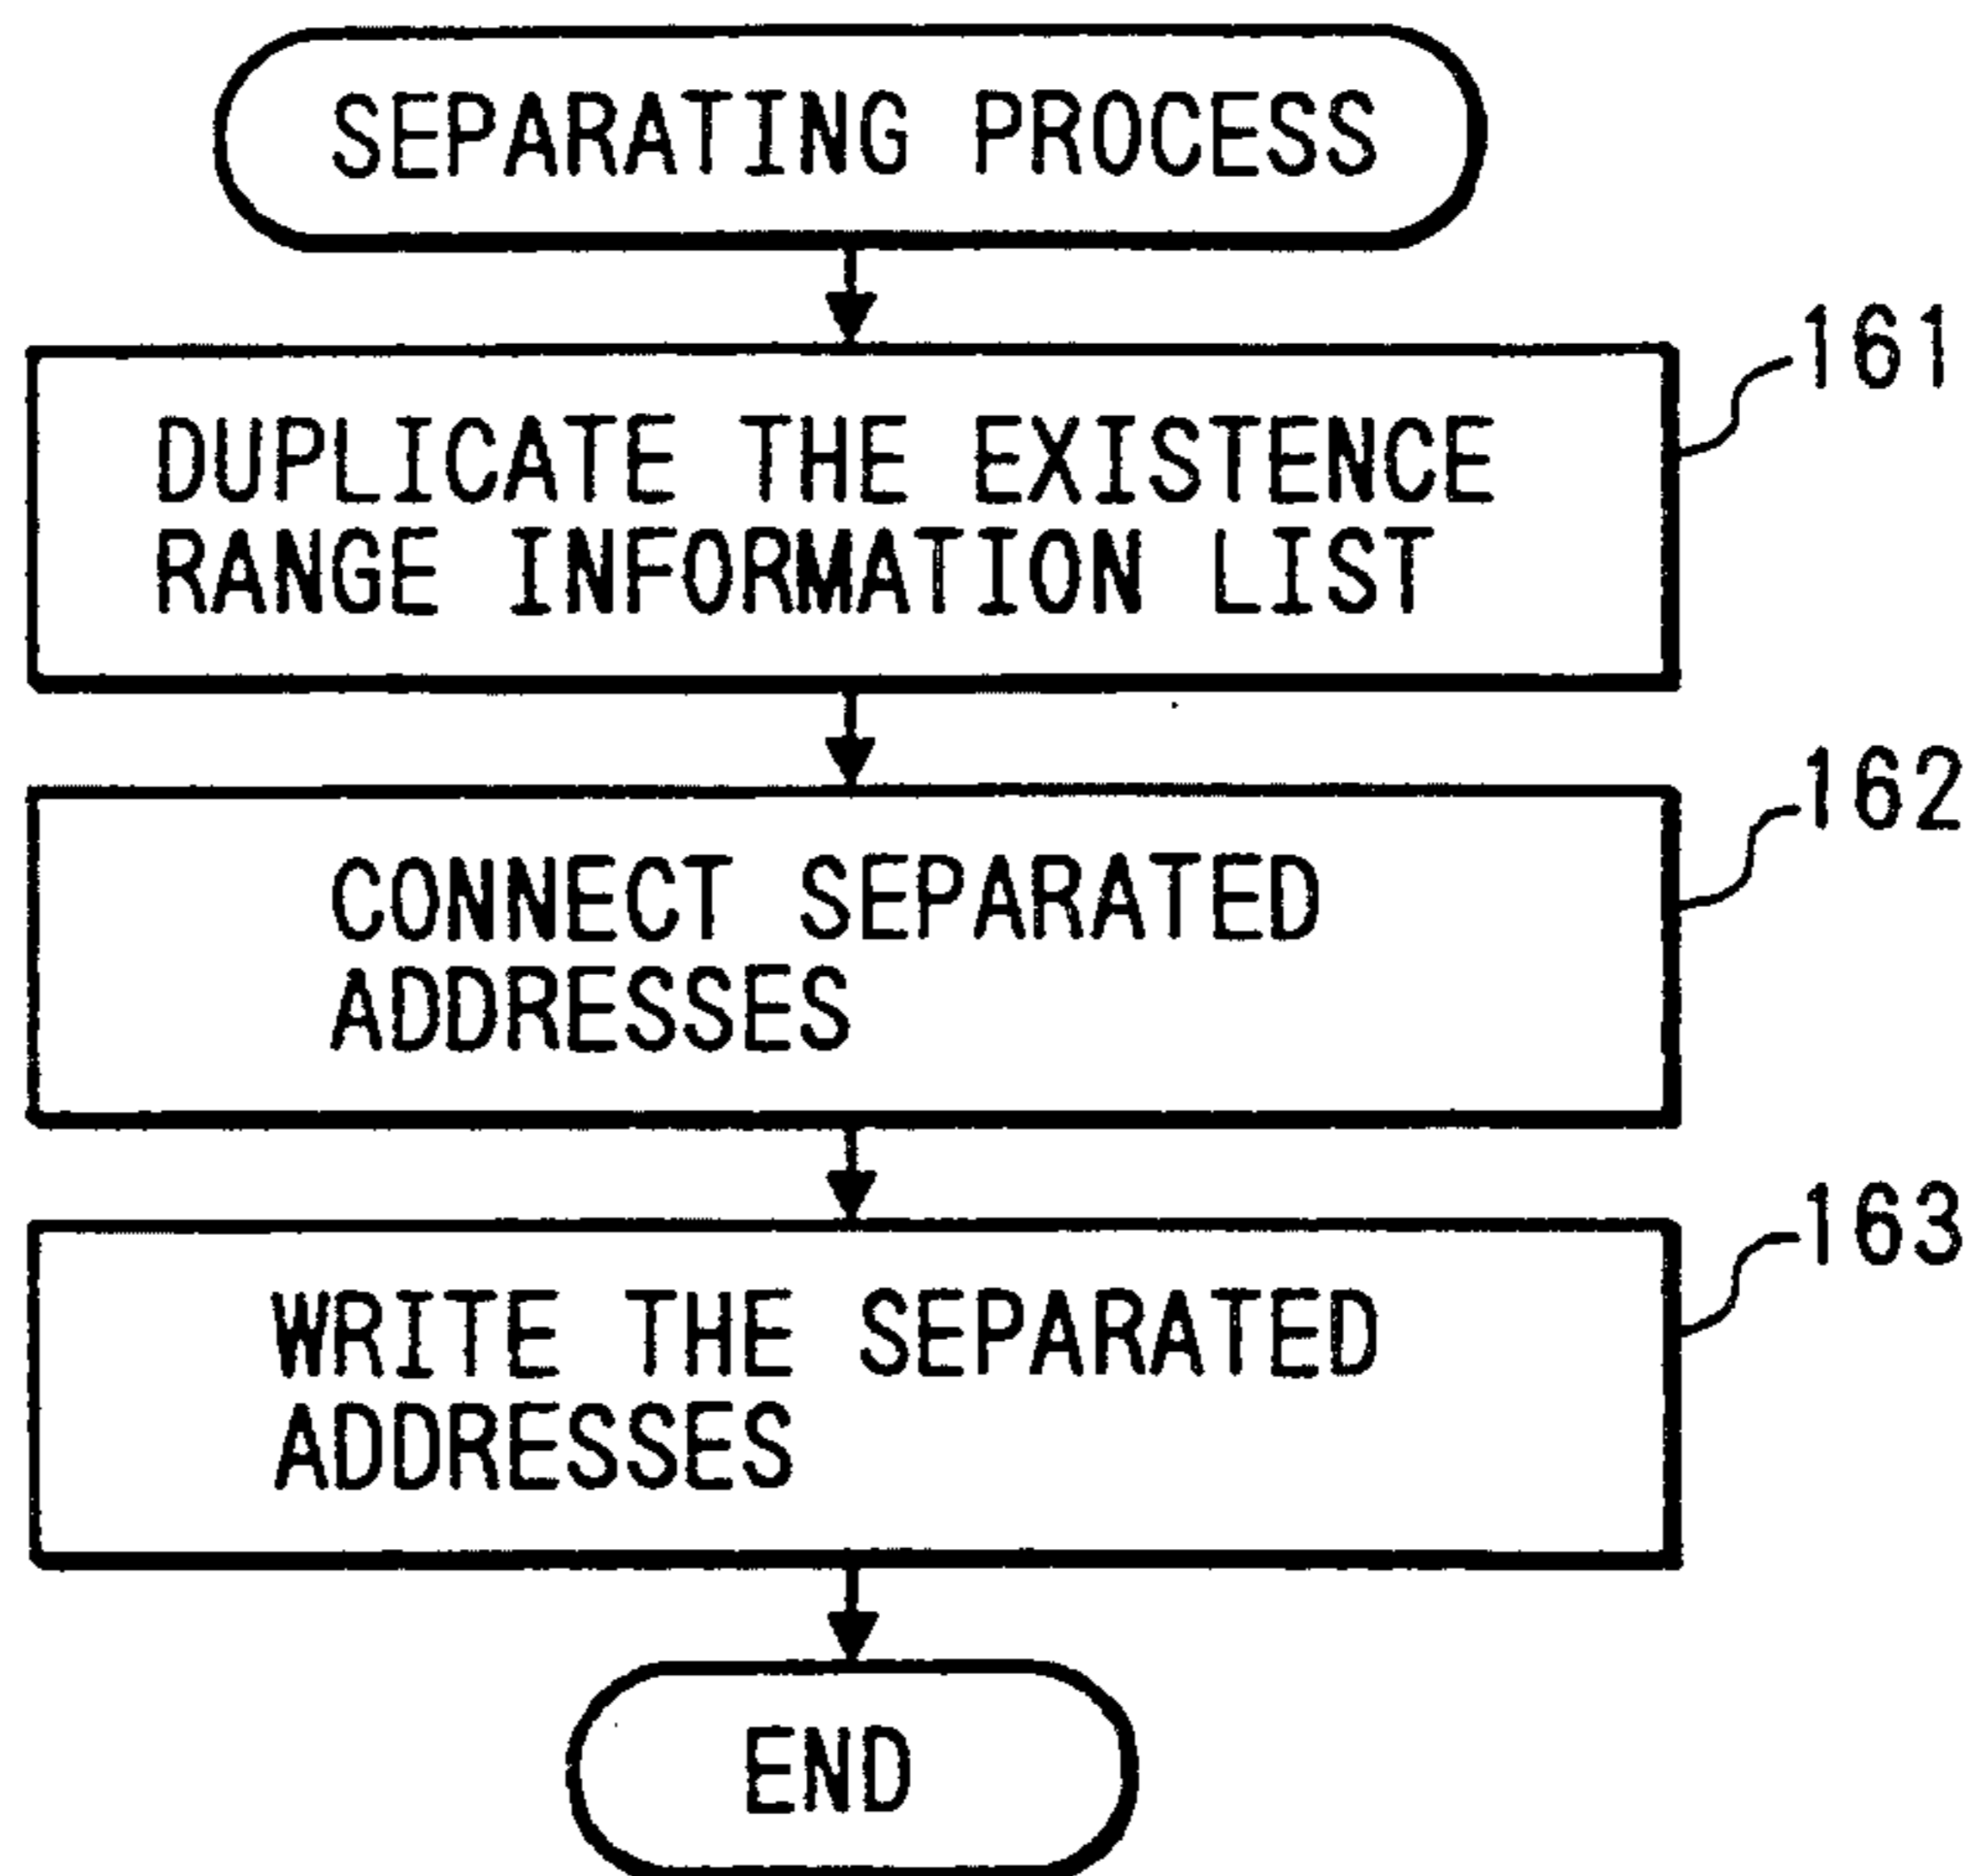 SEPARATING PROCESS
161
DUPLICATE THE EXISTENCE
RANGE INFORMATION LIST
162
CONNECT SEPARATED
ADDRESSES
163
WRITE THE SEPARATED
ADDRESSES
END